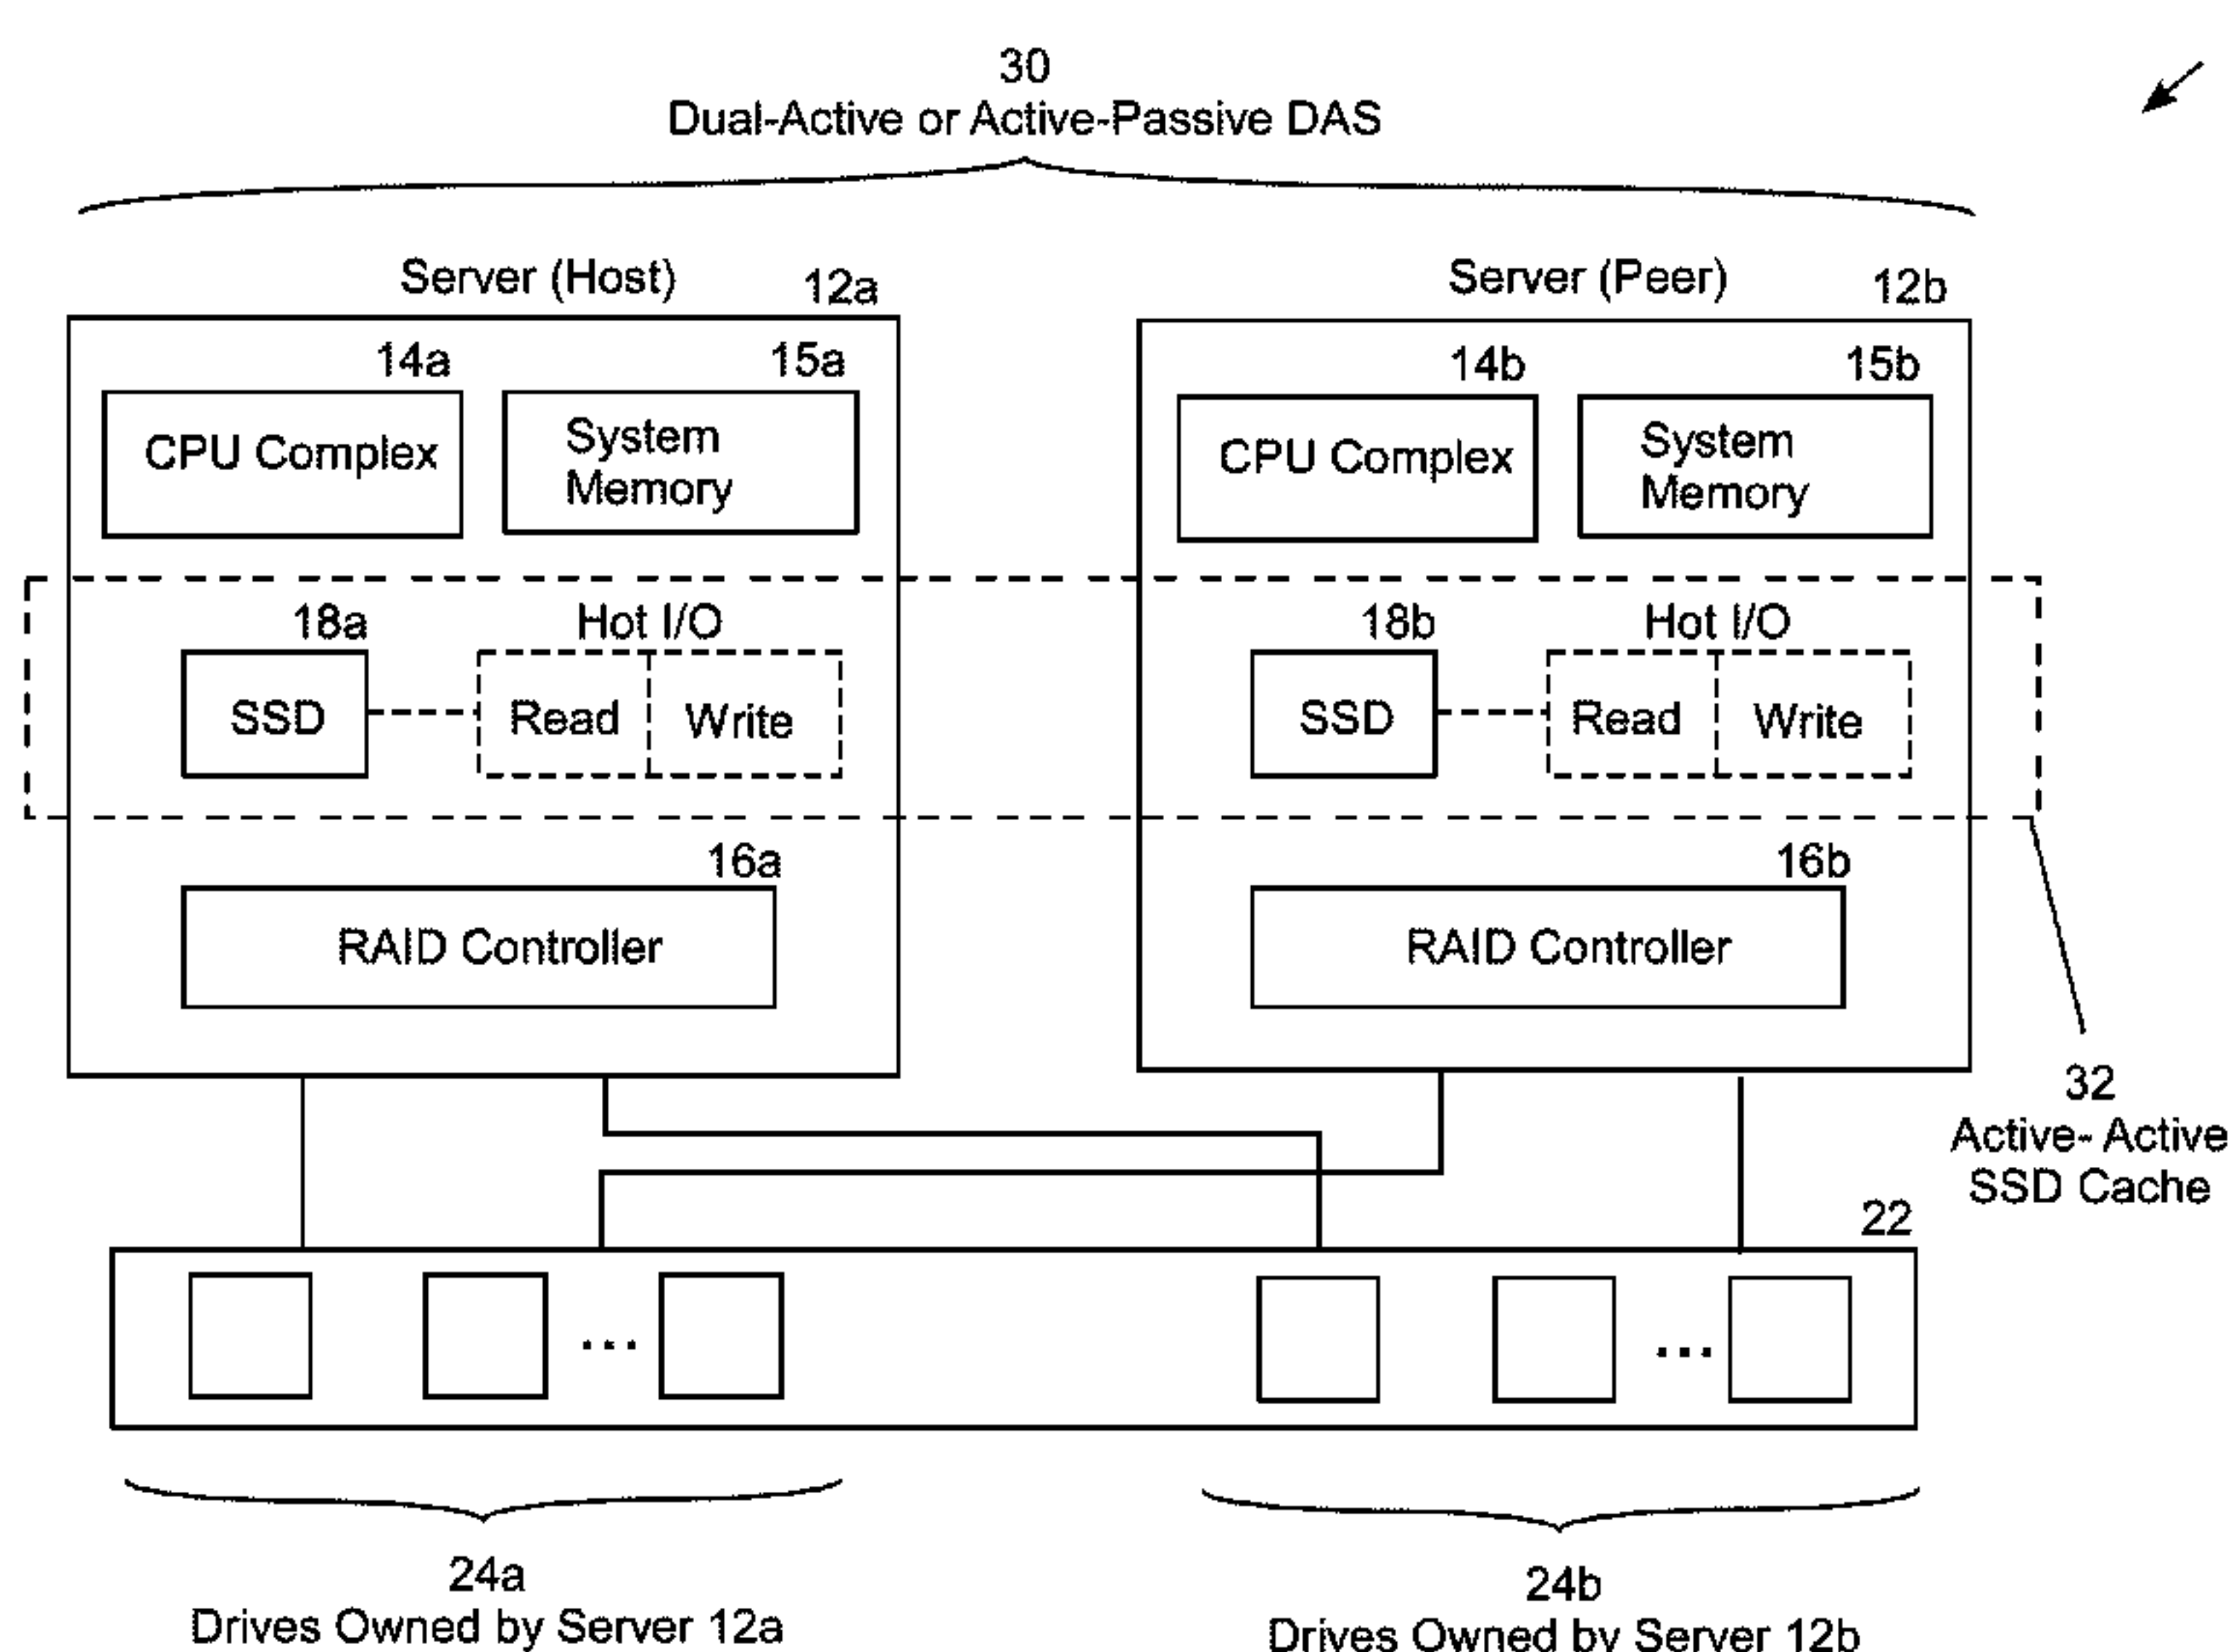 30
Dual-Active or Active-Passive DAS
Server (Host)
12a
Server (Peer)
12b
14a
15a
14b
15b
CPU Complex
System
Memory
CPU Complex
System
Memory
18a
Hot I/O
18b
Hot I/O
SSD
Read
Write
SSD
Read
Write
16a
16b
RAID Controller
RAID Controller
32
Active- Active
SSD Cache
22
...
...
24a
Drives Owned by Server 12a
24b
Drives Owned by Server 12b